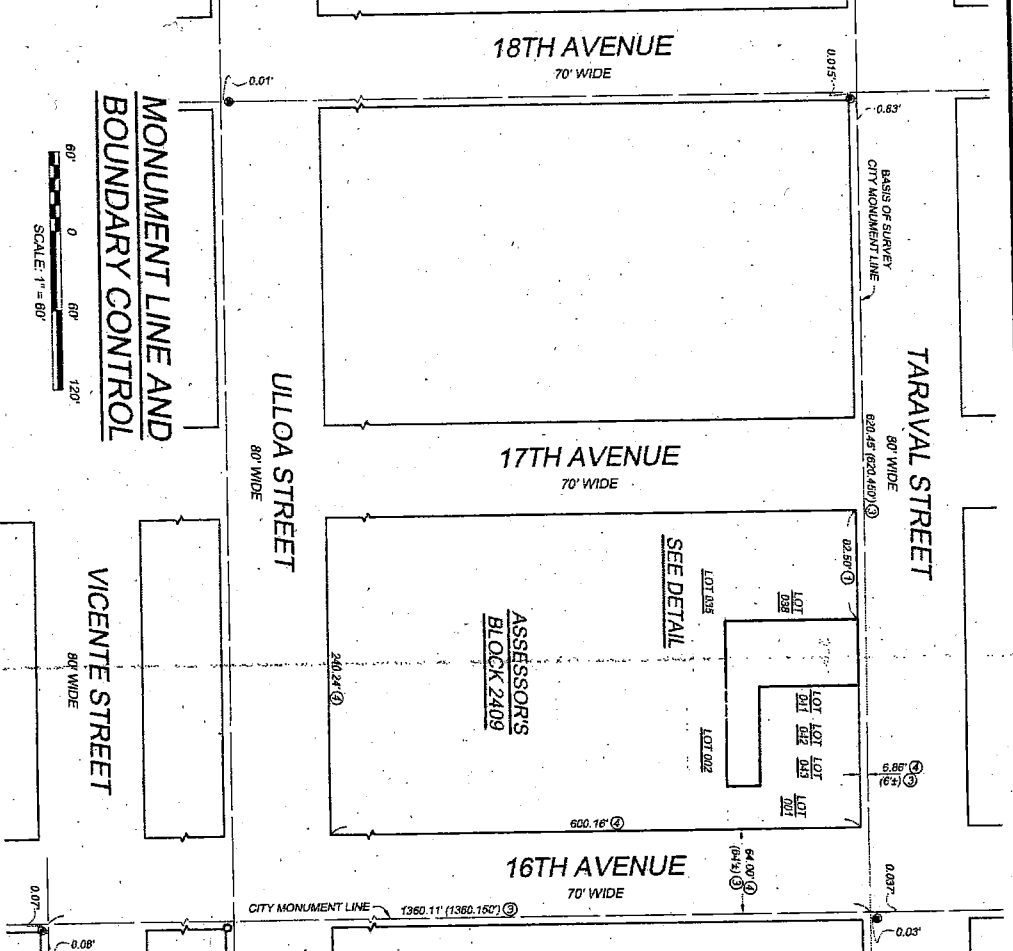 18TH AVENUE
70' WIDE
0.01'
0.015'
0.63'
BASIS OF SURVEY
CITY MONUMENT LINE
MONUMENT LINE AND
BOUNDARY CONTROL
60' 0 60' 120'
SCALE: 1" = 60'
TARAVAL STREET
80' WIDE
620.45' (620.450') ③
ULLOA STREET
80' WIDE
17TH AVENUE
70' WIDE
82.50' ①
SEE DETAIL
LOT 035
LOT
038
LOT
041
LOT
042
LOT
043
LOT
001
LOT 002
ASSESSOR'S
BLOCK 2409
240.24' ④
VICENTE STREET
80' WIDE
6.86' ④
(6'±) ③
600.16' ④
16TH AVENUE
70' WIDE
64.00' ④
(64'±) ③
CITY MONUMENT LINE
1360.11' (1360.150') ③
0.037'
0.03'
0.07'
0.08'